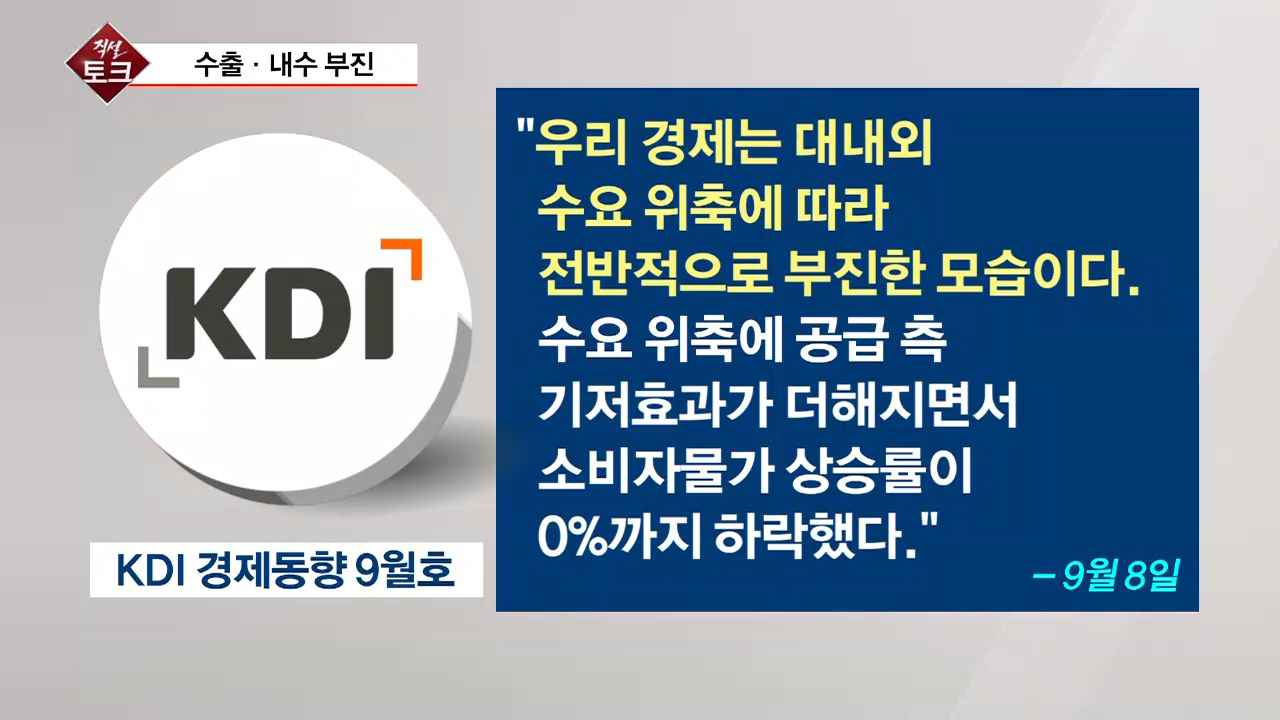 직설
토크
수출·내수 부진
KDI
KDI 경제동향 9월호
"우리 경제는 대내외
수요 위축에 따라
전반적으로 부진한 모습이다.
수요 위축에 공급 측
기저효과가 더해지면서
소비자물가 상승률이
0%까지 하락했다."
– 9월 8일